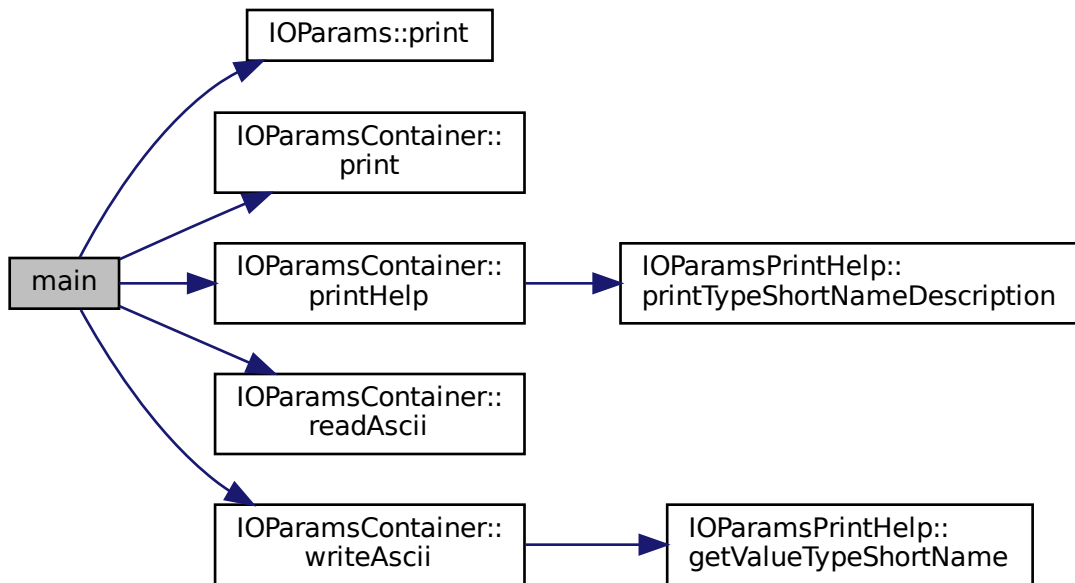 IOParams::print
IOParamsContainer::
print
main
IOParamsContainer::
printHelp
IOParamsPrintHelp::
printTypeShortNameDescription
IOParamsContainer::
readAscii
IOParamsContainer::
writeAscii
IOParamsPrintHelp::
getValueTypeShortName